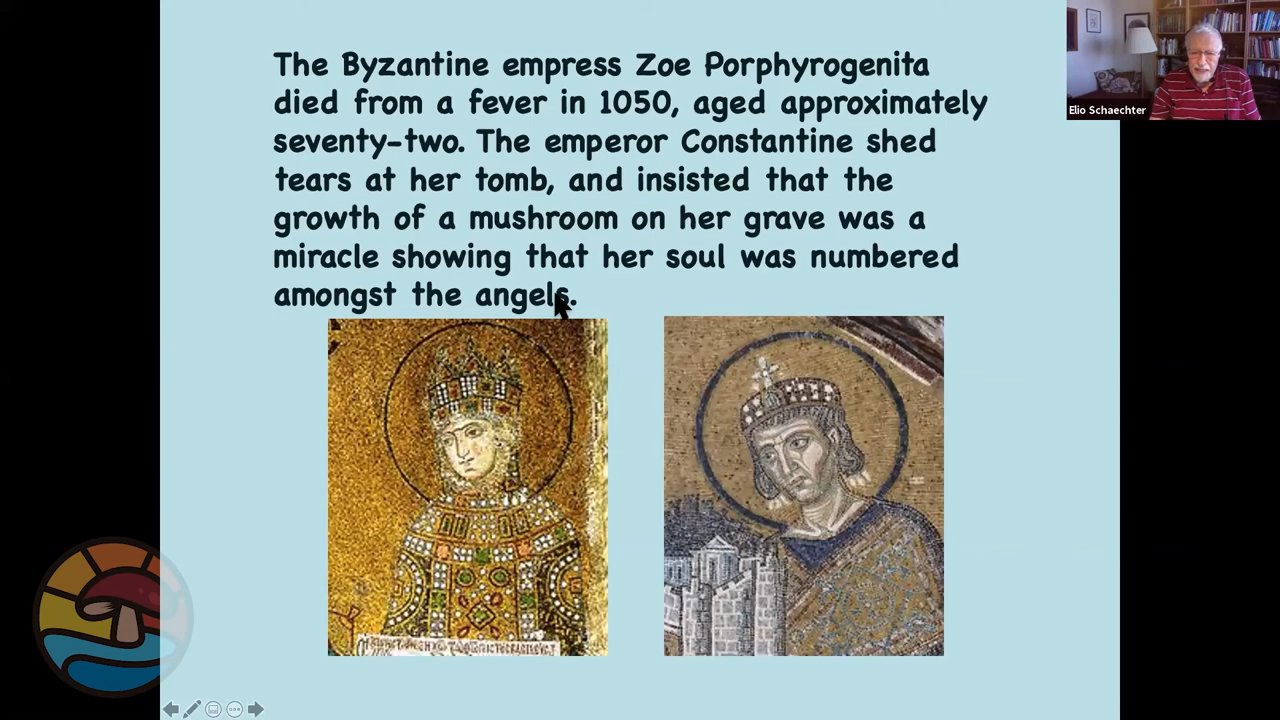 The Byzantine empress Zoe Porphyrogenita
died from a fever in 1050, aged approximately
seventy-two. The emperor Constantine shed
tears at her tomb, and insisted that the
growth of a mushroom on her grave was a
miracle showing that her soul was numbered
amongst the angels.
Elio Schaechter